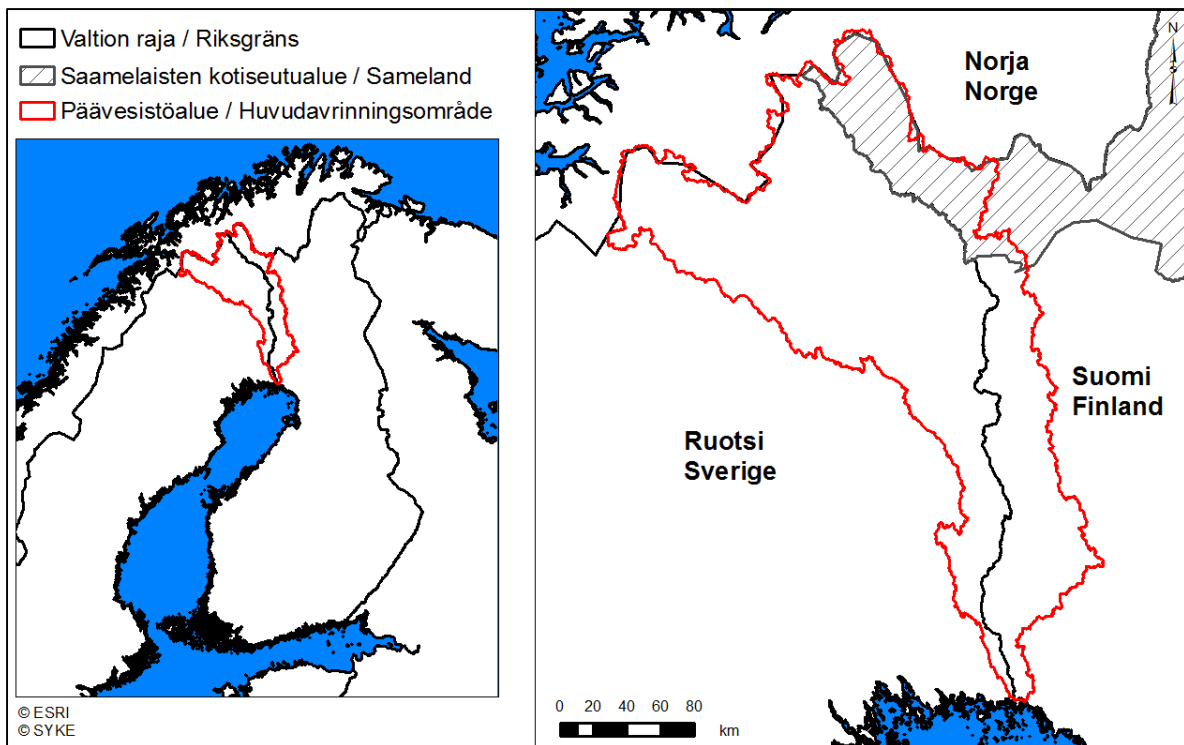 Valtion raja / Riksgräns
Saamelaisten kotiseutualue / Sameland
Päävesistöalue / Huvudavrinningsområde
© ESRI
© SYKE
N
Norja
Norge
Suomi
Finland
Ruotsi
Sverige
0 10 20 40 60 80
km